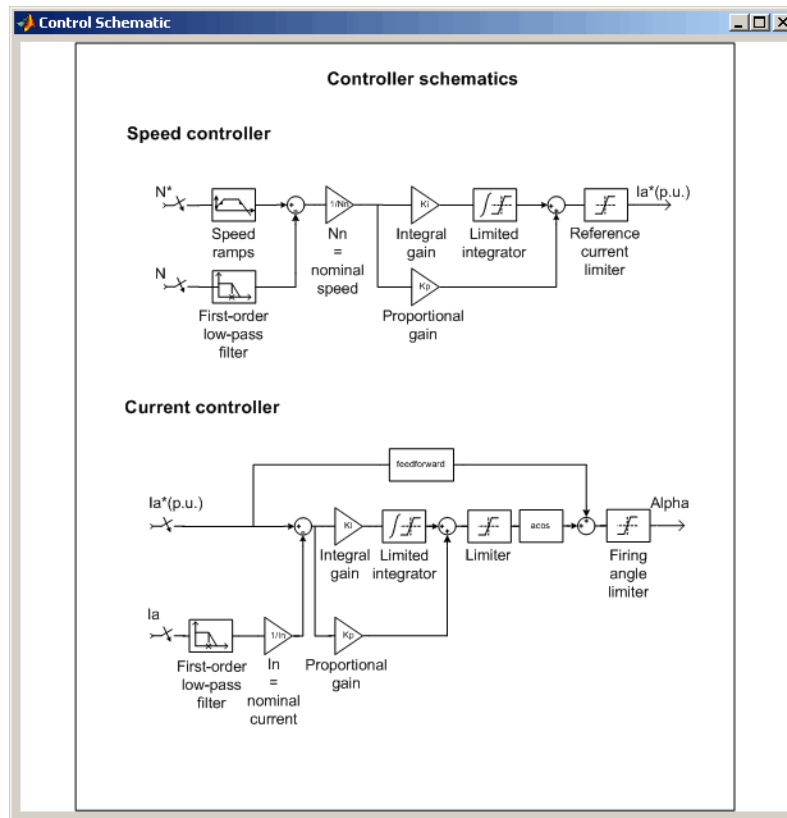 Control Schematic
Controller schematics
Speed controller
N*
1/Nn
Ki
Ia*(p.u.)
Speed
ramps
Nn
=
nominal
speed
Integral
gain
Limited
integrator
Reference
current
limiter
N
Kp
First-order
low-pass
filter
Proportional
gain
Current controller
feedforward
Ia*(p.u.)
Alpha
Ki
acos
Integral
gain
Limited
integrator
Limiter
Firing
angle
limiter
Ia
1/In
Kp
First-order
low-pass
filter
In
=
nominal
current
Proportional
gain